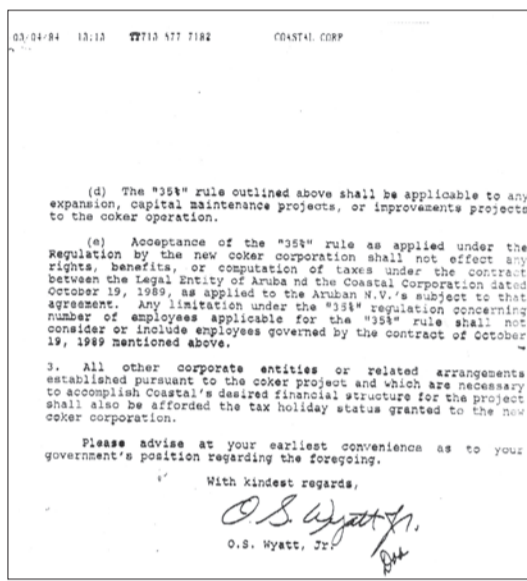 03/04/84 13:13 ☎713 877 7182 COASTAL CORP
(d) The "35%" rule outlined above shall be applicable to any
expansion, capital maintenance projects, or improvements projects
to the coker operation.
(e) Acceptance of the "35%" rule as applied under the
Regulation by the new coker corporation shall not effect any
rights, benefits, or computation of taxes under the contract
between the Legal Entity of Aruba nd the Coastal Corporation dated
October 19, 1989, as applied to the Aruban N.V.'s subject to that
agreement. Any limitation under the "35%" regulation concerning
number of employees applicable for the "35%" rule shall not
consider or include employees governed by the contract of October
19, 1989 mentioned above.
3. All other corporate entities or related arrangements
established pursuant to the coker project and which are necessary
to accomplish Coastal's desired financial structure for the project
shall also be afforded the tax holiday status granted to the new
coker corporation.
Please advise at your earliest convenience as to your
government's position regarding the foregoing.
With kindest regards,
O.S. Wyatt Jr.
O.S. Wyatt, Jr.